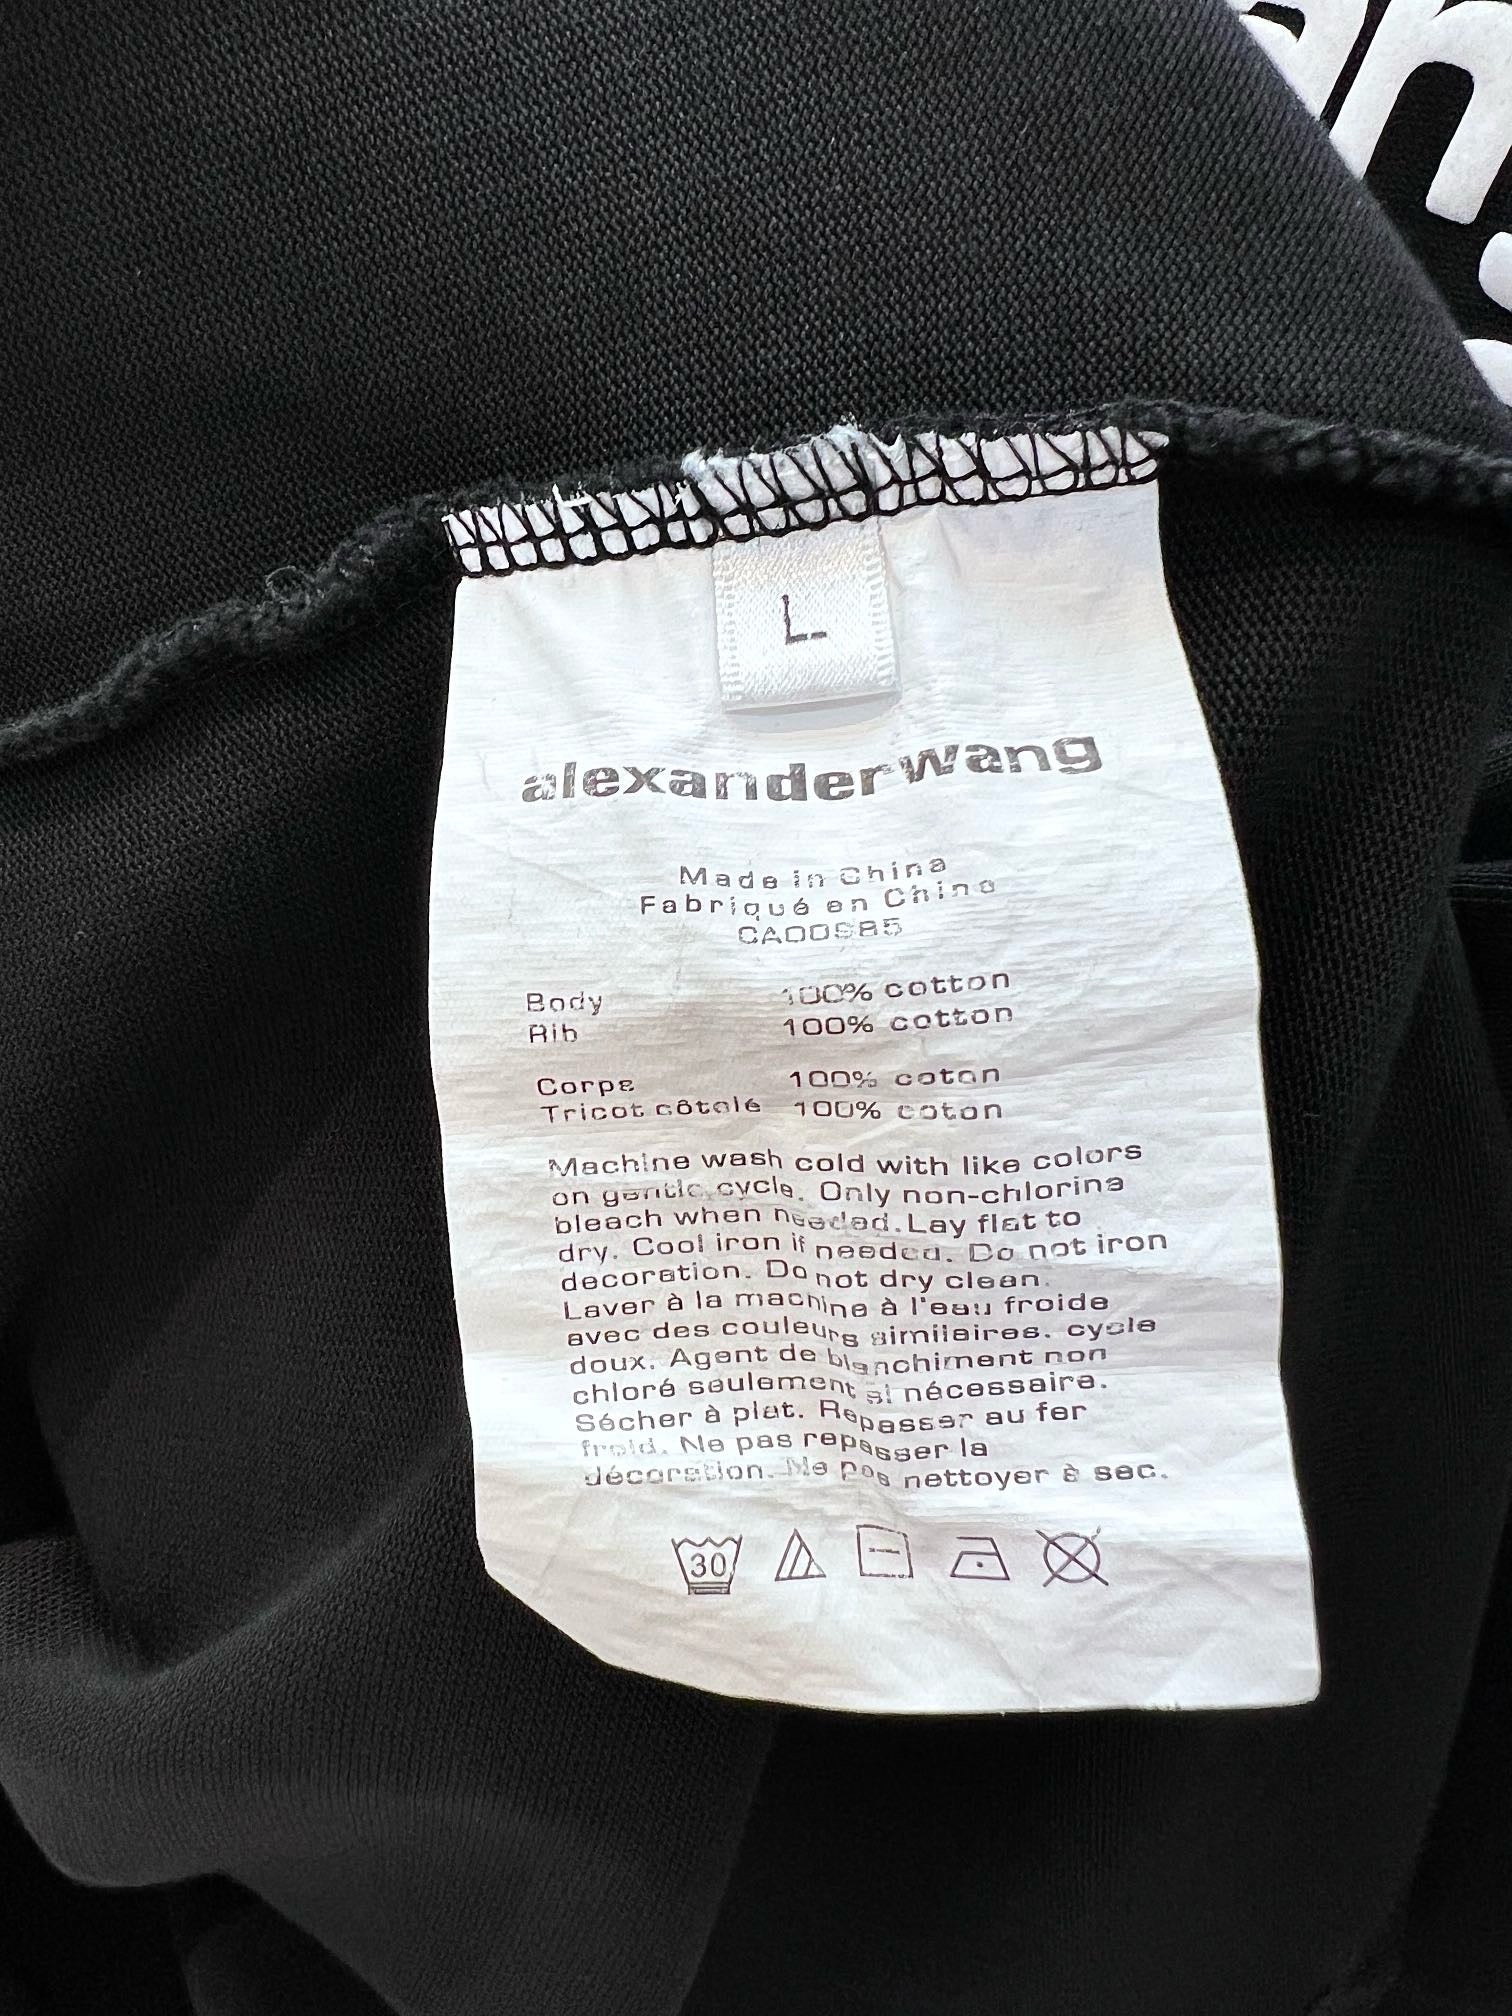 an
L
alexanderwang
Made in China
Fabriqué en China
Body 100% cotton
Rib 100% cotton
Corps 100% coton
Tricot côtelé 100% coton
Machine wash cold with like colors
on gentle cycle. Only non-chlorine
bleach when needed. Lay flat to
dry. Cool iron if needed. Do not iron
decoration. Do not dry clean.
Laver à la machine à l'eau froide
avec des couleurs similaires. cycle
doux. Agent de blanchiment non
chloré seulement si nécessaire.
Sécher à plat. Repasser au fer
froid. Ne pas repasser la
décoration. Ne pas nettoyer à sec.
30